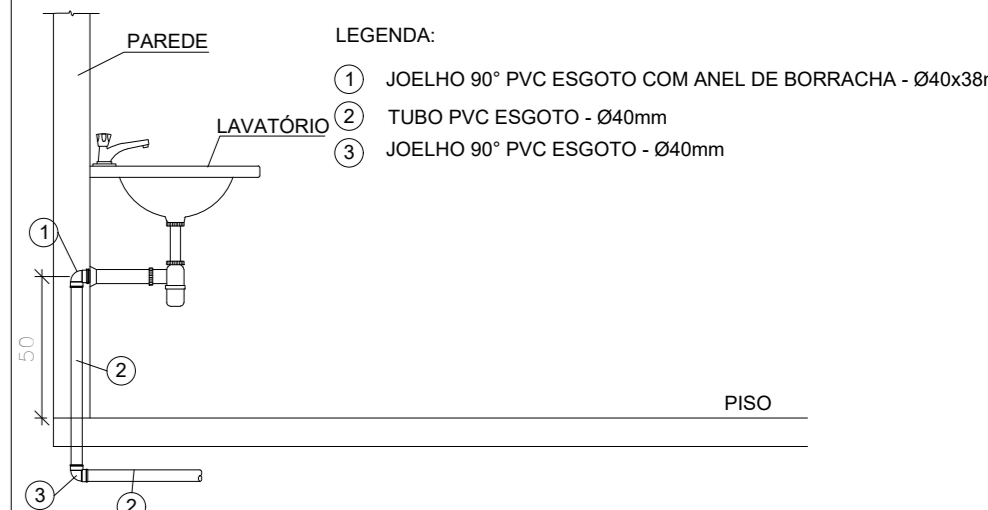 PAREDE
LEGENDA:
1 JOELHO 90° PVC ESGOTO COM ANEL DE BORRACHA - Ø40x38
LAVATÓRIO
2 TUBO PVC ESGOTO - Ø40mm
3 JOELHO 90° PVC ESGOTO - Ø40mm
1
50
2
PISO
3
2